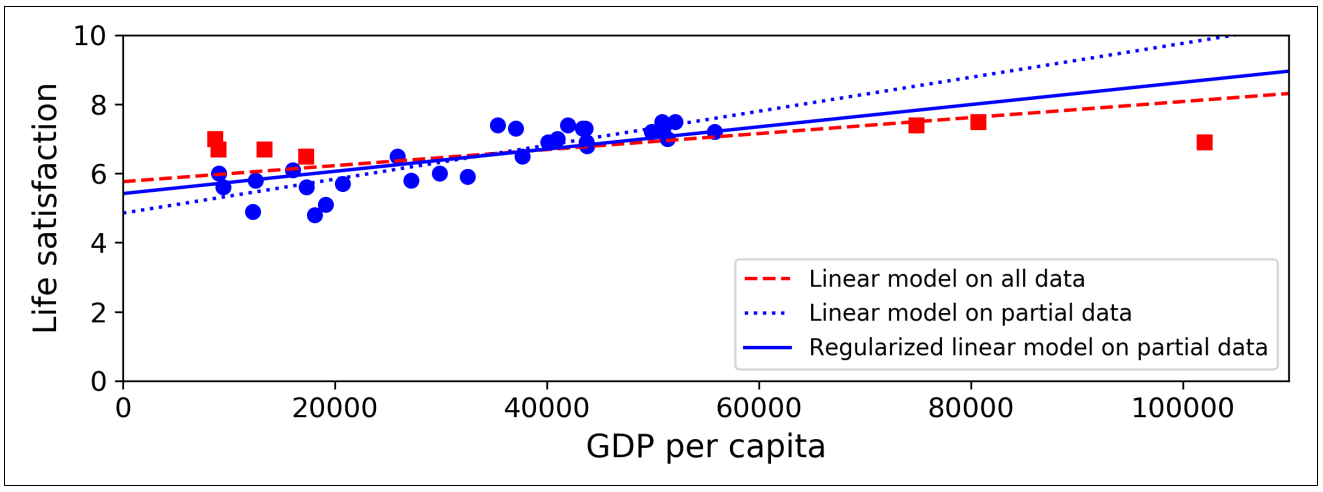 10
8
6
4
2
0
Life satisfaction
Linear model on all data
Linear model on partial data
Regularized linear model on partial data
0 20000 40000 60000 80000 100000
GDP per capita